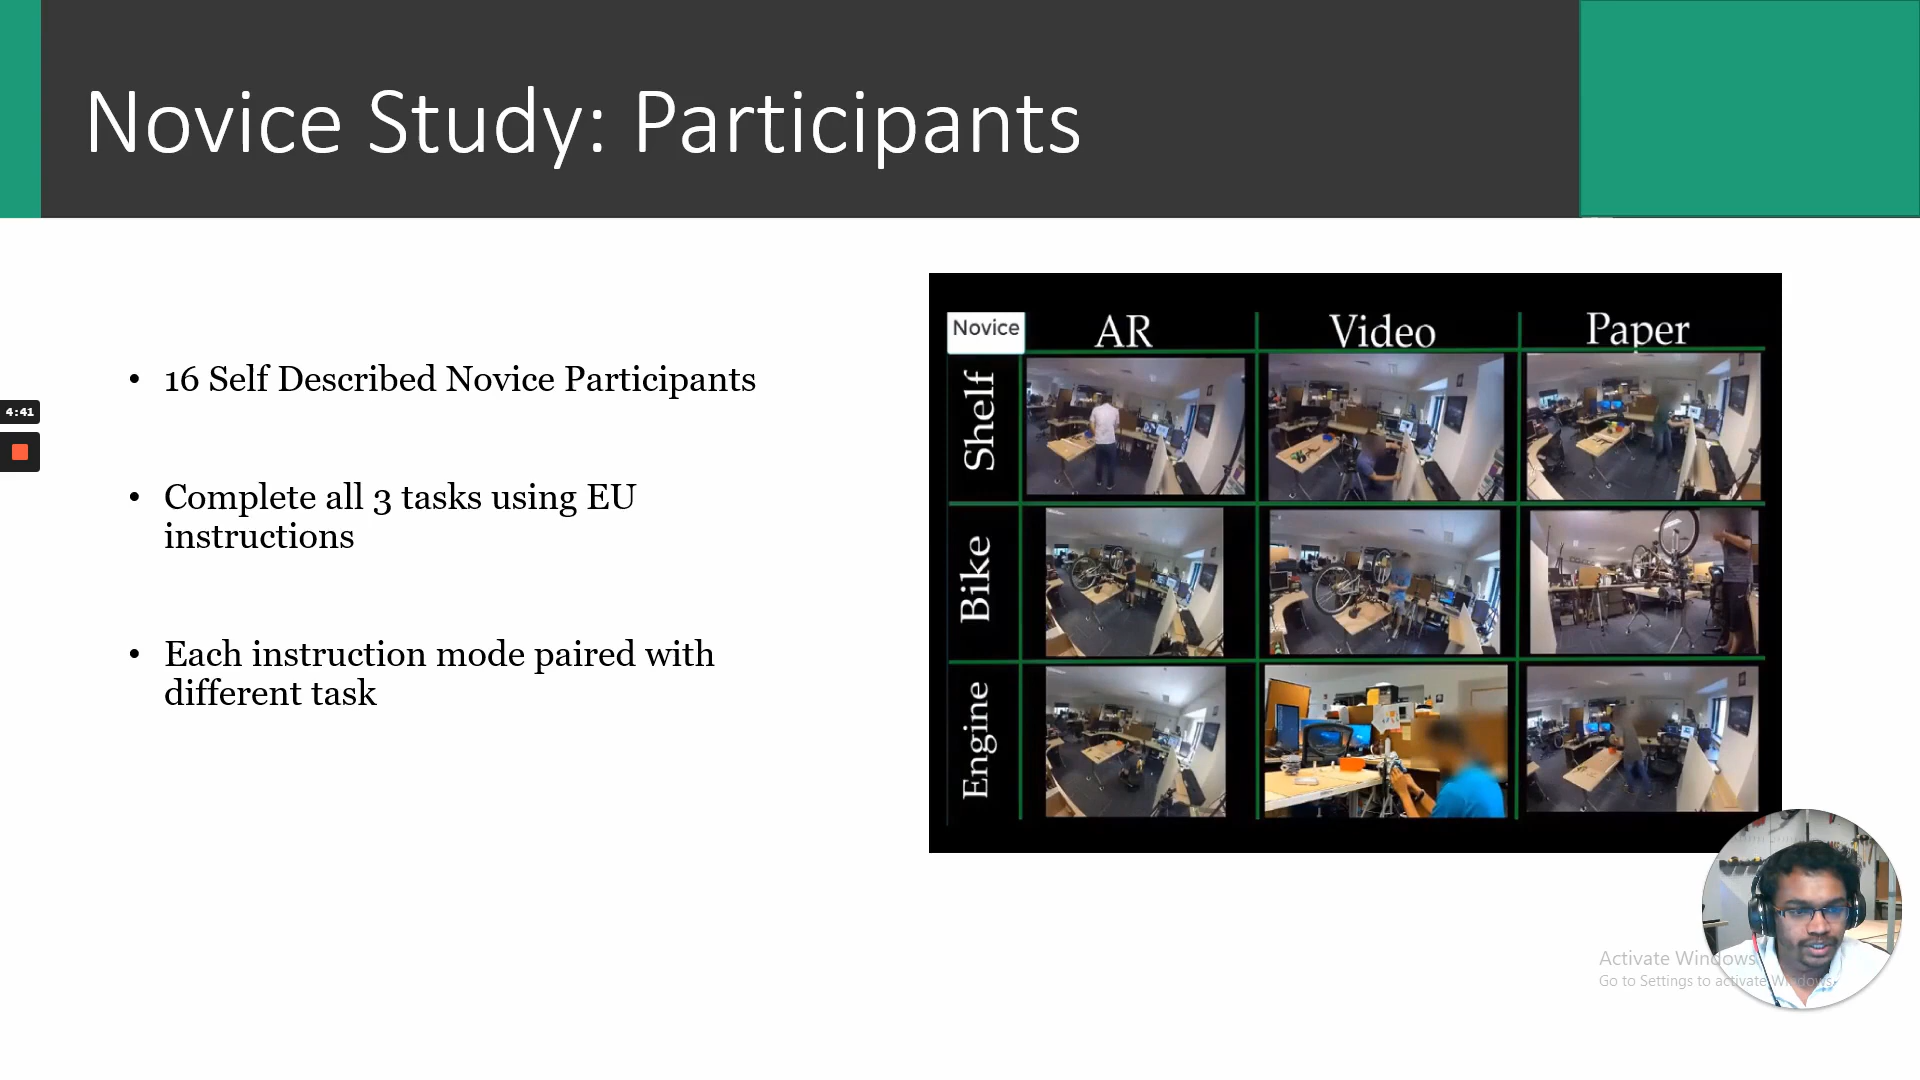 Novice Study: Participants
• 16 Self Described Novice Participants
• Complete all 3 tasks using EU
instructions
• Each instruction mode paired with
different task
4:41
Novice
AR
Video
Paper
Shelf
Bike
Engine
Activate Windows
Go to Settings to activate Windows.